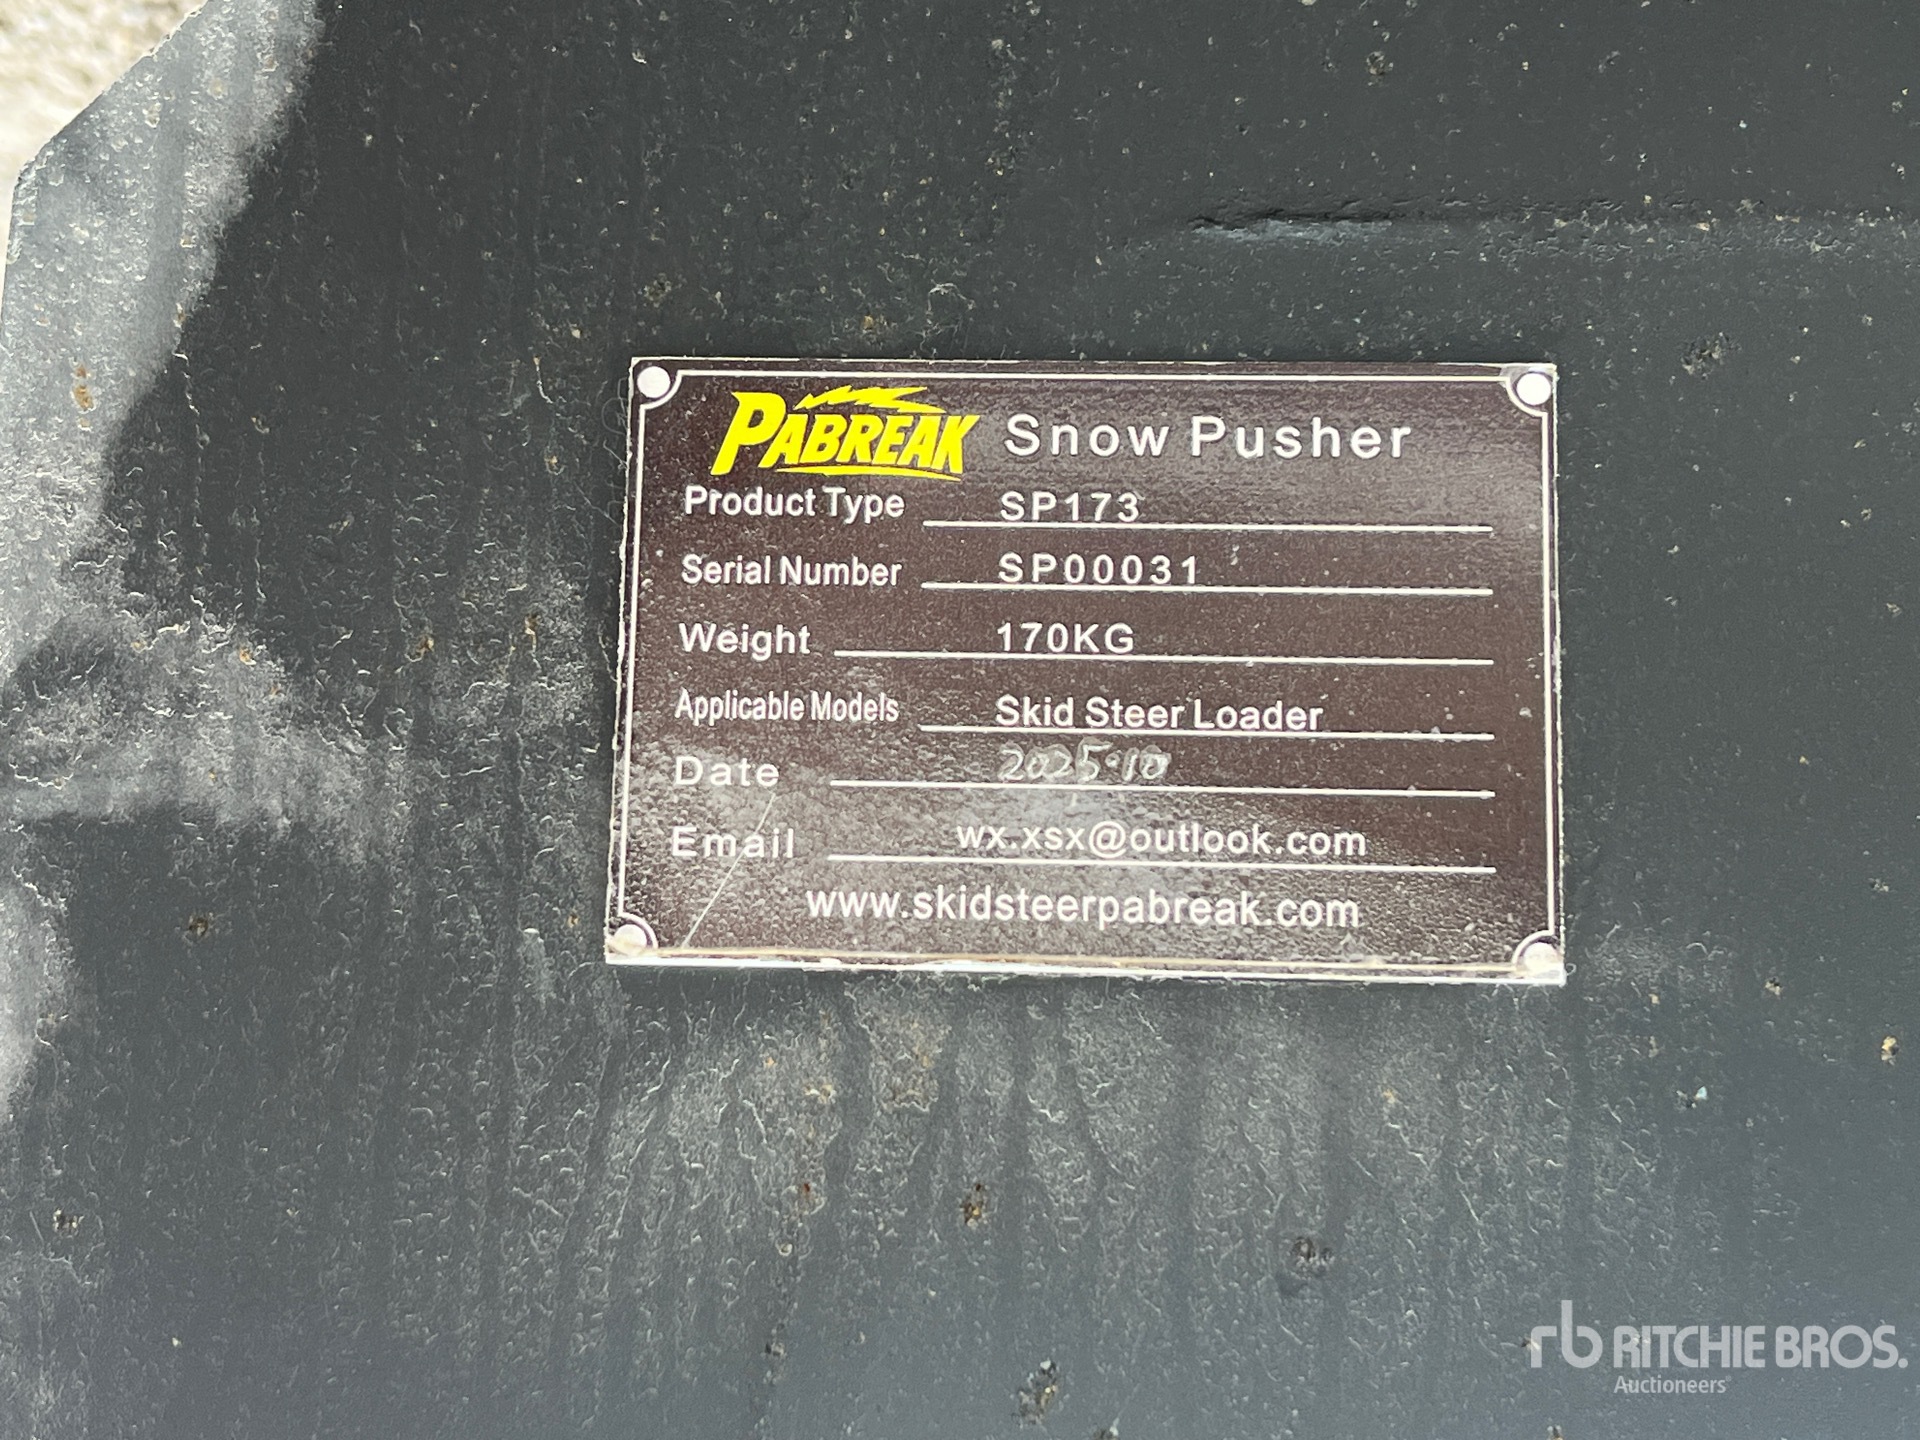 PABREAK Snow Pusher
Product Type SP173
Serial Number SP00031
Weight 170KG
Applicable Models Skid Steer Loader
Date 2025.10
Email wx.xsx@outlook.com
www.skidsteerpabreak.com
rb RITCHIE BROS.
Auctioneers